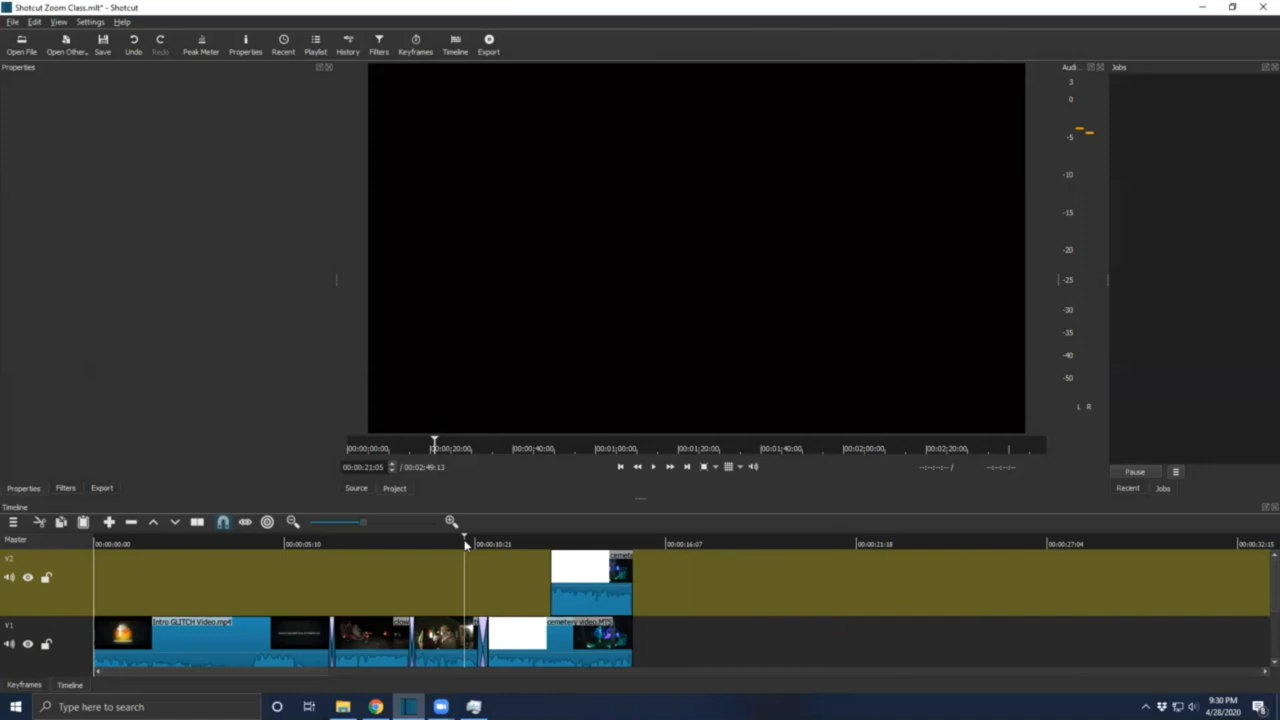 Shotcut Zoom Class.mlt* - Shotcut
File Edit View Settings Help
Open File Open Other.. Save Undo Redo Peak Meter Properties Recent Playlist History Filters Keyframes Timeline Export
Properties
Audi...
Jobs
3
0
-5
-10
-15
-20
-25
-30
-35
-40
-50
L R
00:00:00:00 00:00:20:00 00:00:40:00 00:01:00:00 00:01:20:00 00:01:40:00 00:02:00:00 00:02:20:00
00:00:21:05 / 00:02:49:13 --:--:--:-- / --:--:--:--
Pause
Properties Filters Export
Source Project
Recent Jobs
Timeline
Master
00:00:00:00 00:00:05:10 00:00:10:21 00:00:16:07 00:00:21:18 00:00:27:04 00:00:32:15
V2
cemete
V1
Intro GLITCH Video.mp4
cemetery video.MTS
Keyframes Timeline
Type here to search
9:30 PM
4/28/2020
8